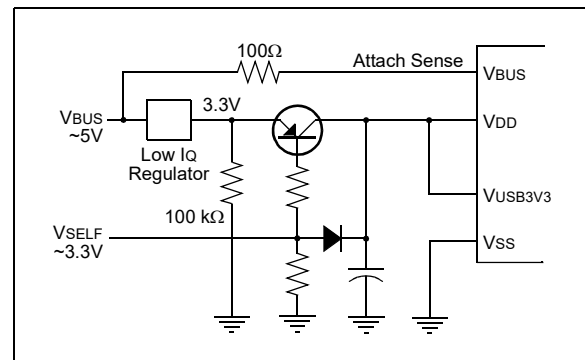 100Ω
Attach Sense
VBUS
VBUS
~5V
3.3V
VDD
Low IQ
Regulator
100 kΩ
VUSB3V3
VSELF
~3.3V
VSS